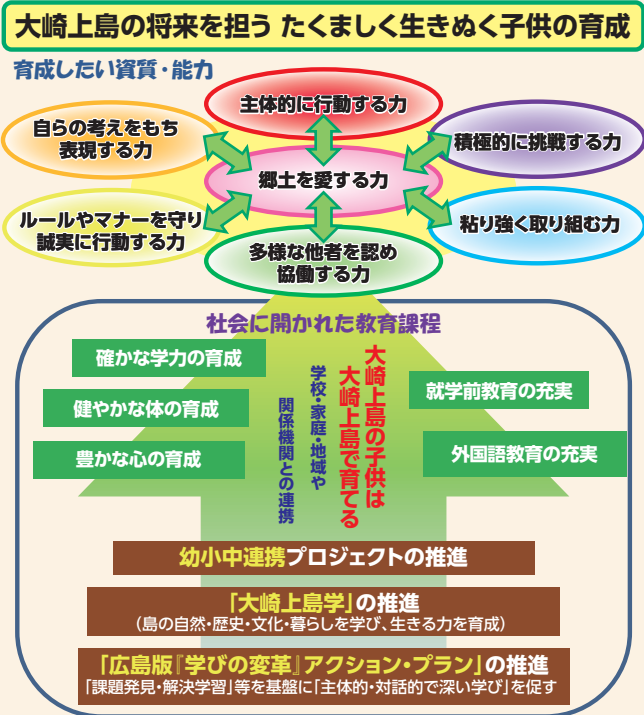 大崎上島の将来を担う たくましく生きぬく子供の育成
育成したい資質・能力
主体的に行動する力
自らの考えをもち
表現する力
積極的に挑戦する力
郷土を愛する力
ルールやマナーを守り
誠実に行動する力
粘り強く取り組む力
多様な他者を認め
協働する力
社会に開かれた教育課程
確かな学力の育成
健やかな体の育成
豊かな心の育成
大崎上島の子供は
大崎上島で育てる
学校・家庭・地域や
関係機関との連携
就学前教育の充実
外国語教育の充実
幼小中連携プロジェクトの推進
「大崎上島学」の推進
（島の自然・歴史・文化・暮らしを学び、生きる力を育成）
「広島版『学びの変革』アクション・プラン」の推進
「課題発見・解決学習」等を基盤に「主体的・対話的で深い学び」を促す